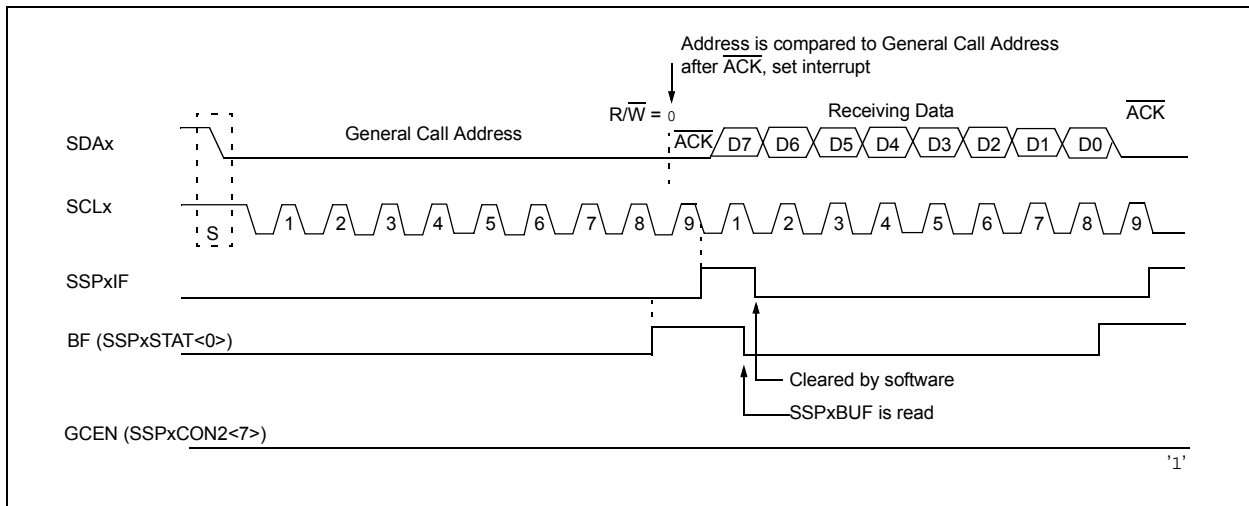 Address is compared to General Call Address
after A̅C̅K̅, set interrupt
R/W̅ = 0
SDAx
General Call Address
A̅C̅K̅
Receiving Data
A̅C̅K̅
D7 D6 D5 D4 D3 D2 D1 D0
SCLx
S
1 2 3 4 5 6 7 8 9 1 2 3 4 5 6 7 8 9
SSPxIF
BF (SSPxSTAT<0>)
Cleared by software
SSPxBUF is read
GCEN (SSPxCON2<7>)
’1’